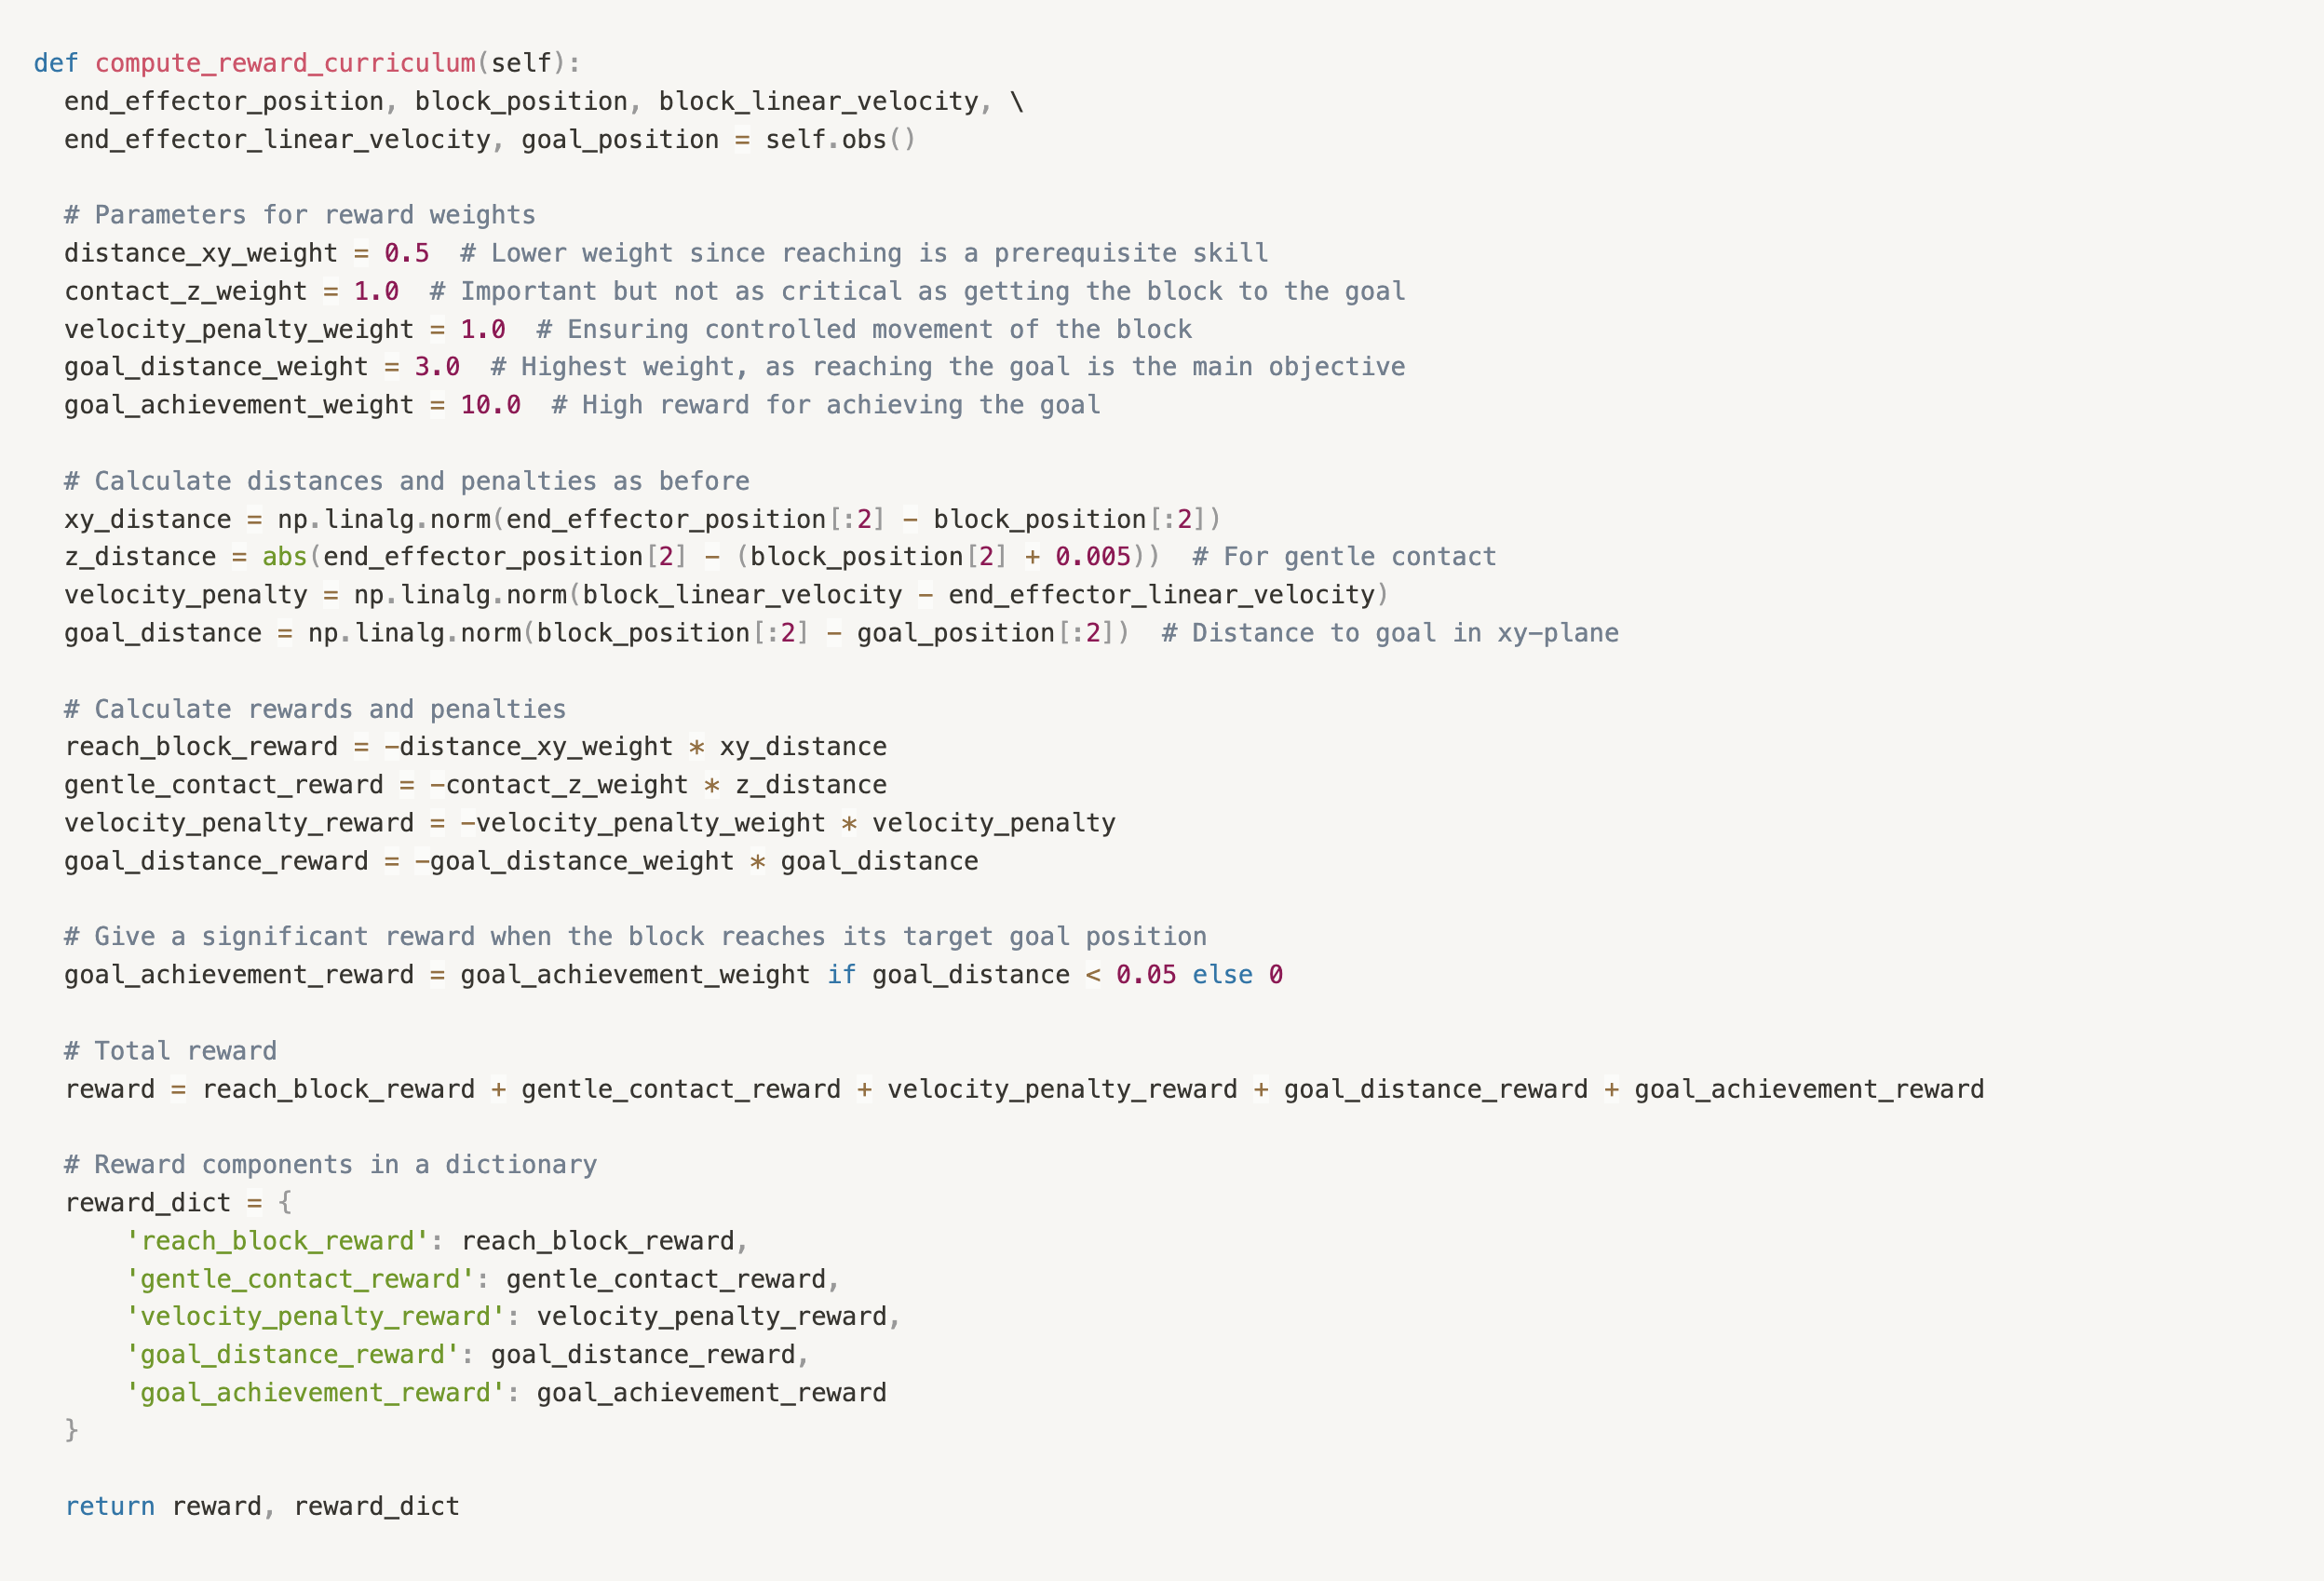 def compute_reward_curriculum(self):
  end_effector_position, block_position, block_linear_velocity, \
  end_effector_linear_velocity, goal_position = self.obs()

  # Parameters for reward weights
  distance_xy_weight = 0.5  # Lower weight since reaching is a prerequisite skill
  contact_z_weight = 1.0  # Important but not as critical as getting the block to the goal
  velocity_penalty_weight = 1.0  # Ensuring controlled movement of the block
  goal_distance_weight = 3.0  # Highest weight, as reaching the goal is the main objective
  goal_achievement_weight = 10.0  # High reward for achieving the goal

  # Calculate distances and penalties as before
  xy_distance = np.linalg.norm(end_effector_position[:2] - block_position[:2])
  z_distance = abs(end_effector_position[2] - (block_position[2] + 0.005))  # For gentle contact
  velocity_penalty = np.linalg.norm(block_linear_velocity - end_effector_linear_velocity)
  goal_distance = np.linalg.norm(block_position[:2] - goal_position[:2])  # Distance to goal in xy-plane

  # Calculate rewards and penalties
  reach_block_reward = -distance_xy_weight * xy_distance
  gentle_contact_reward = -contact_z_weight * z_distance
  velocity_penalty_reward = -velocity_penalty_weight * velocity_penalty
  goal_distance_reward = -goal_distance_weight * goal_distance

  # Give a significant reward when the block reaches its target goal position
  goal_achievement_reward = goal_achievement_weight if goal_distance < 0.05 else 0

  # Total reward
  reward = reach_block_reward + gentle_contact_reward + velocity_penalty_reward + goal_distance_reward + goal_achievement_reward

  # Reward components in a dictionary
  reward_dict = {
      'reach_block_reward': reach_block_reward,
      'gentle_contact_reward': gentle_contact_reward,
      'velocity_penalty_reward': velocity_penalty_reward,
      'goal_distance_reward': goal_distance_reward,
      'goal_achievement_reward': goal_achievement_reward
  }

  return reward, reward_dict